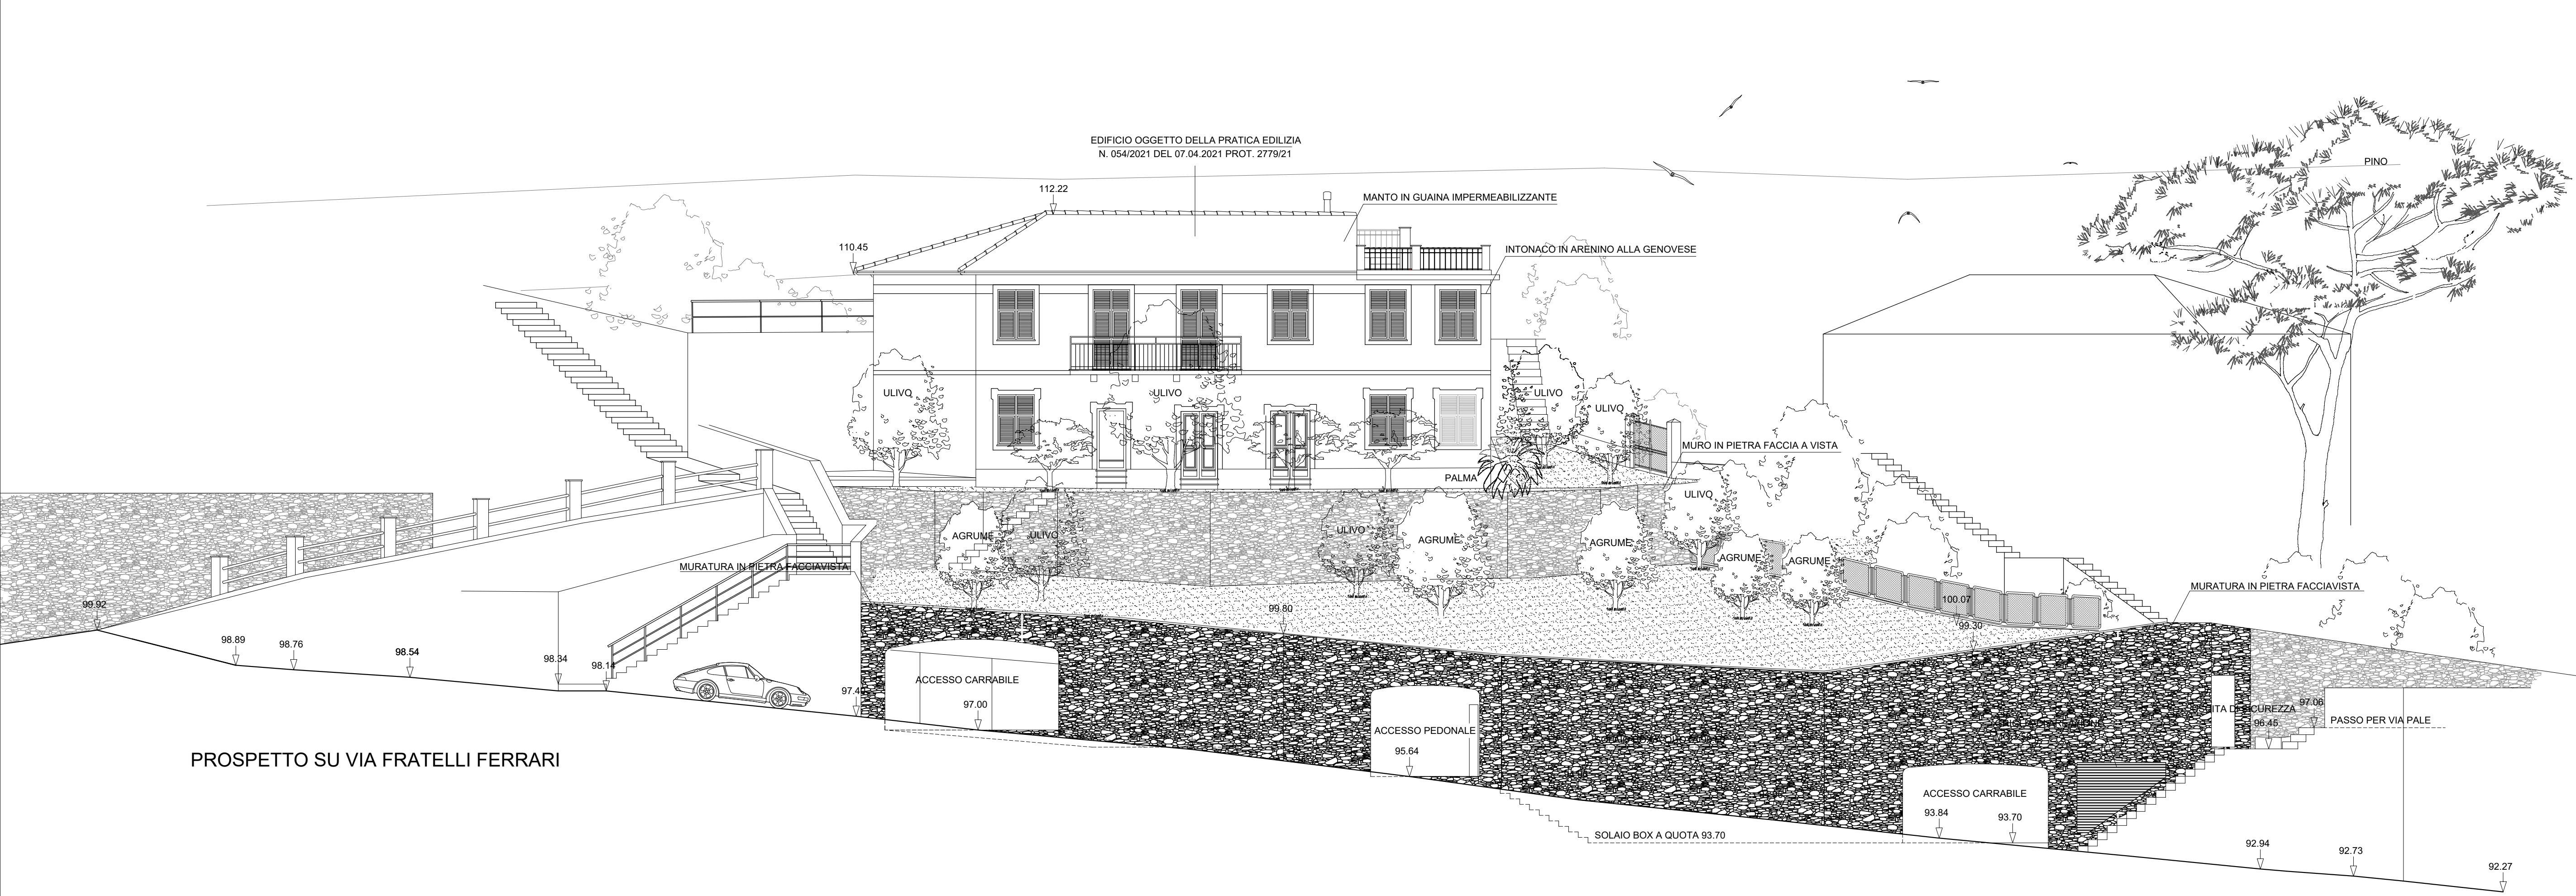 EDIFICIO OGGETTO DELLA PRATICA EDILIZIA
N. 054/2021 DEL 07.04.2021 PROT. 2779/21
PINO
112.22
MANTO IN GUAINA IMPERMEABILIZZANTE
110.45
INTONACO IN ARENINO ALLA GENOVESE
ULIVO
ULIVO
ULIVO
ULIVO
MURO IN PIETRA FACCIA A VISTA
PALMA
ULIVO
AGRUME
ULIVO
ULIVO
AGRUME
AGRUME
AGRUME
AGRUME
MURATURA IN PIETRA FACCIAVISTA
MURATURA IN PIETRA FACCIAVISTA
99.92
99.80
100.07
99.30
98.89
98.76
98.54
98.34
98.14
ACCESSO CARRABILE
97.00
97.06
96.45
PASSO PER VIA PALE
ACCESSO PEDONALE
95.64
PROSPETTO SU VIA FRATELLI FERRARI
ACCESSO CARRABILE
93.84
93.70
SOLAIO BOX A QUOTA 93.70
92.94
92.73
92.27